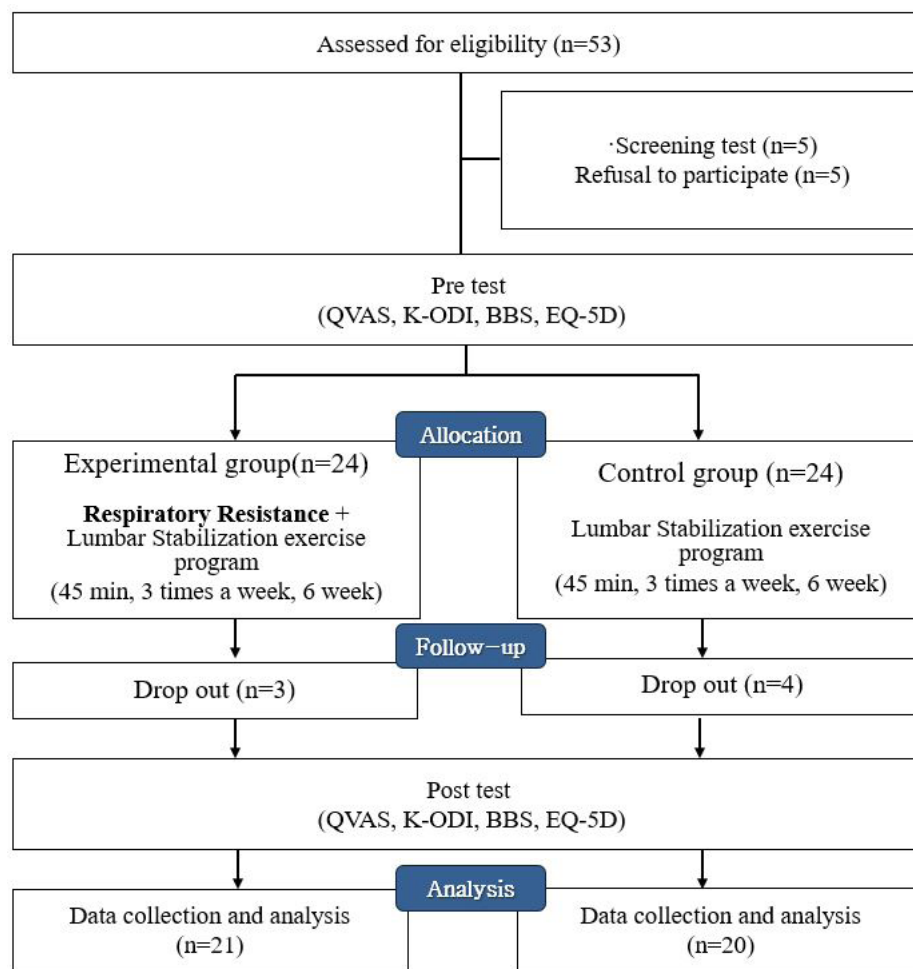 Assessed for eligibility (n=53)
·Screening test (n=5)
Refusal to participate (n=5)
Pre test
(QVAS, K-ODI, BBS, EQ-5D)
Allocation
Experimental group(n=24)
Respiratory Resistance +
Lumbar Stabilization exercise
program
(45 min, 3 times a week, 6 week)
Control group (n=24)
Lumbar Stabilization exercise
program
(45 min, 3 times a week, 6 week)
Follow-up
Drop out (n=3)
Drop out (n=4)
Post test
(QVAS, K-ODI, BBS, EQ-5D)
Analysis
Data collection and analysis
(n=21)
Data collection and analysis
(n=20)